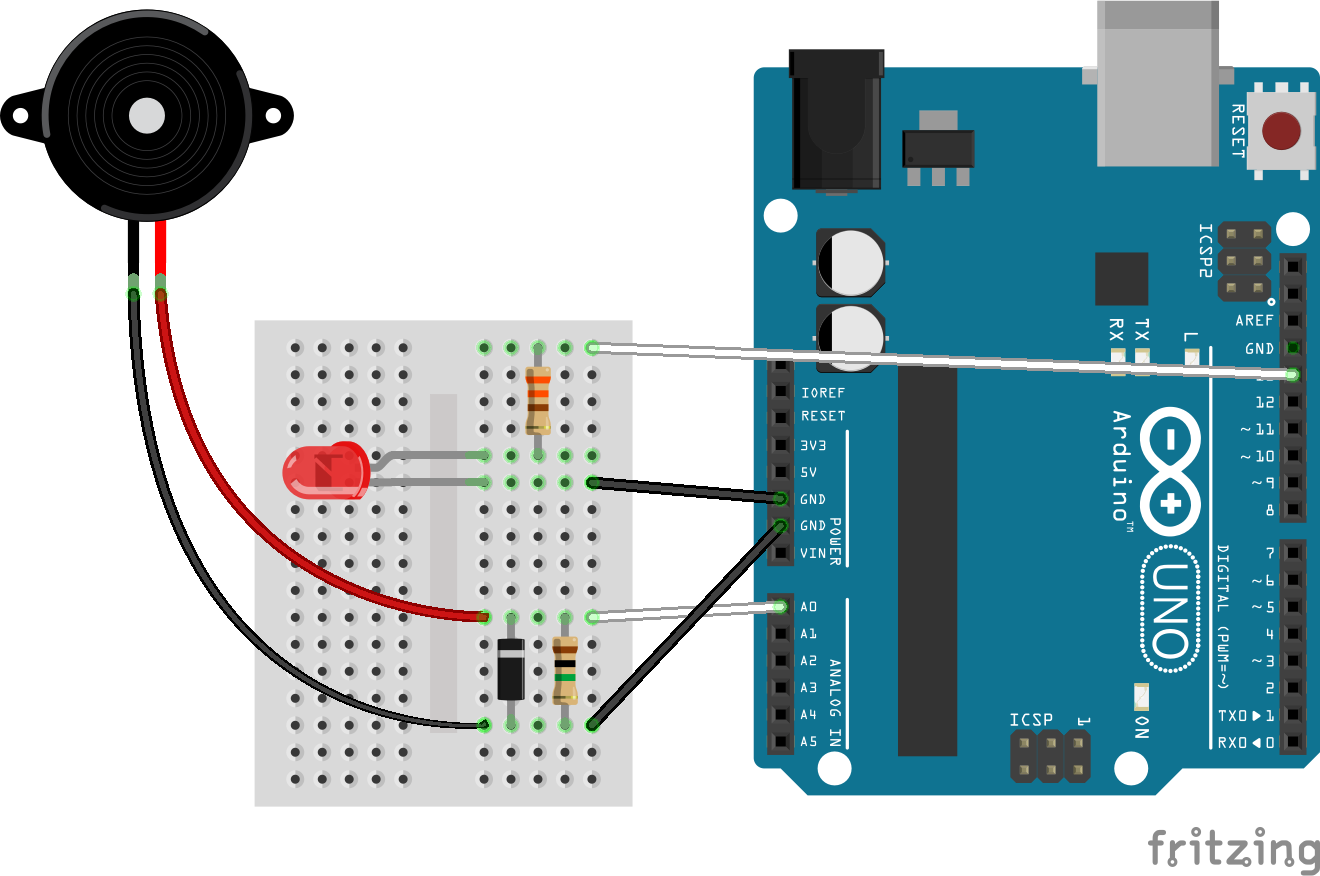 RESET
ICSP2
AREF
GND
RX
TX
L
13
IOREF
RESET
3V3
5V
GND
GND
VIN
POWER
12
~11
~10
~9
8
Arduino™
UNO
7
~6
~5
4
~3
2
TX0▶1
RX0◀0
DIGITAL (PWM=~)
A0
A1
A2
A3
A4
A5
ANALOG IN
ICSP
1
ON
fritzing